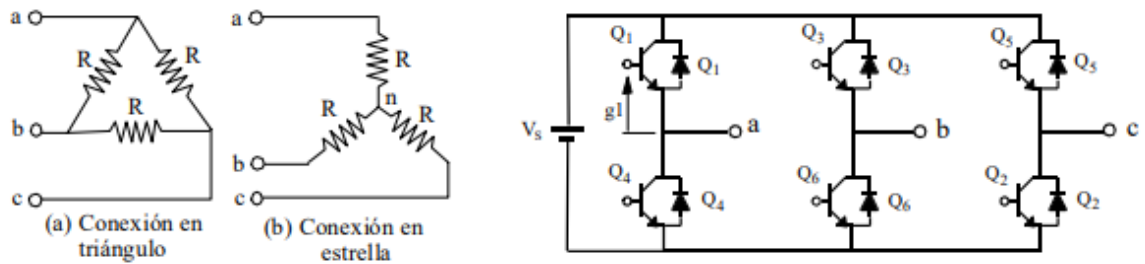 a
R
R
R
b
c
(a) Conexión en
triángulo
a
R
n
R
R
b
c
(b) Conexión en
estrella
Vs
Q1
Q1
g1
a
Q4
Q4
Q3
Q3
b
Q6
Q6
Q5
Q5
c
Q2
Q2